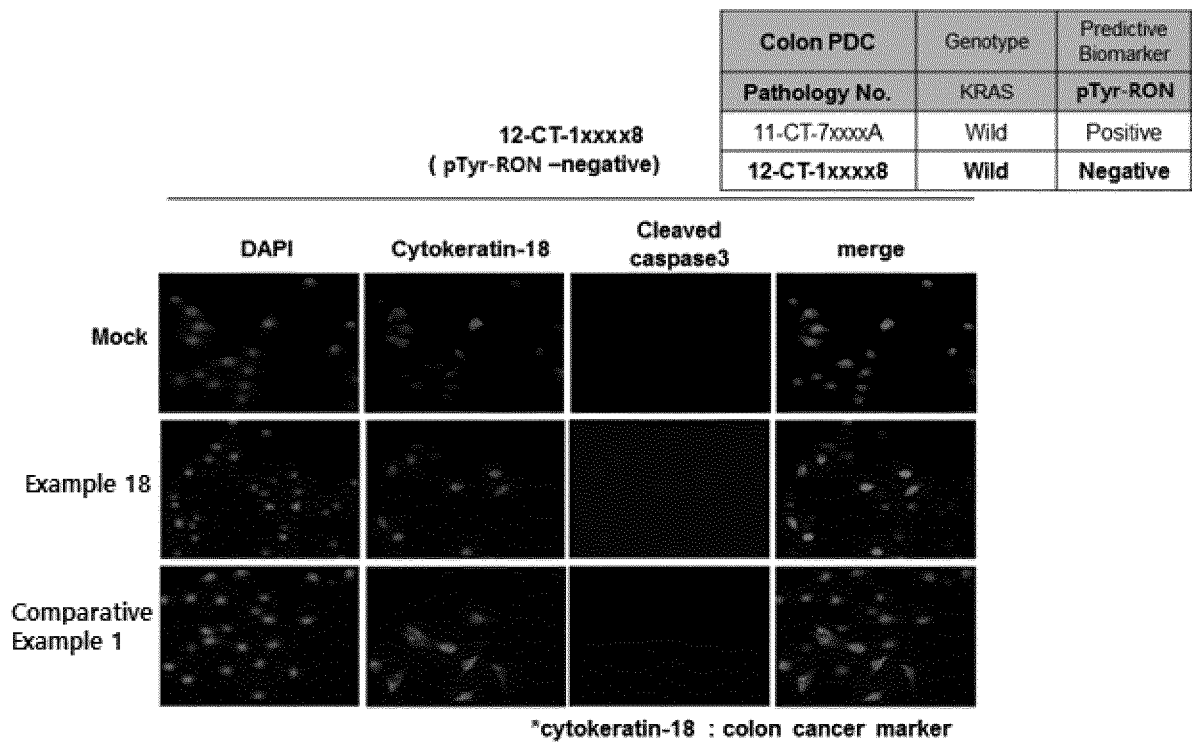 Colon PDC Genotype Predictive Biomarker
Pathology No. KRAS pTyr-RON
11-CT-7xxxxA Wild Positive
12-CT-1xxxx8 Wild Negative
12-CT-1xxxx8
( pTyr-RON –negative)
DAPI Cytokeratin-18 Cleaved caspase3 merge
Mock
Example 18
Comparative
Example 1
*cytokeratin-18 : colon cancer marker